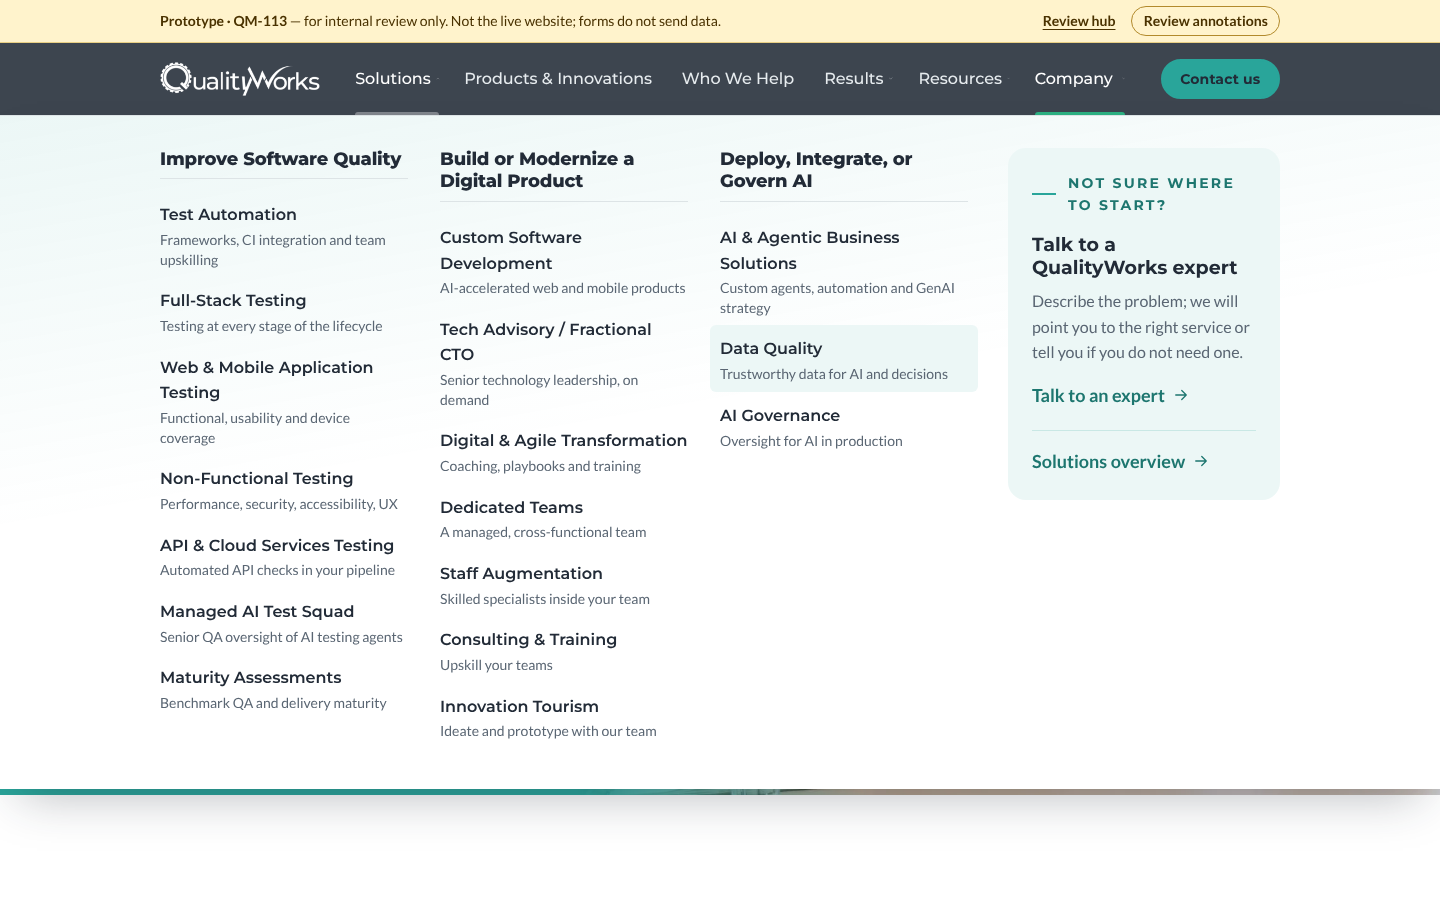 Prototype · QM-113 — for internal review only. Not the live website; forms do not send data.
Review hub
Review annotations
QualityWorks
Solutions
Products & Innovations
Who We Help
Results
Resources
Company
Contact us
Improve Software Quality
Test Automation
Frameworks, CI integration and team
upskilling
Full-Stack Testing
Testing at every stage of the lifecycle
Web & Mobile Application
Testing
Functional, usability and device
coverage
Non-Functional Testing
Performance, security, accessibility, UX
API & Cloud Services Testing
Automated API checks in your pipeline
Managed AI Test Squad
Senior QA oversight of AI testing agents
Maturity Assessments
Benchmark QA and delivery maturity
Build or Modernize a
Digital Product
Custom Software
Development
AI-accelerated web and mobile products
Tech Advisory / Fractional
CTO
Senior technology leadership, on
demand
Digital & Agile Transformation
Coaching, playbooks and training
Dedicated Teams
A managed, cross-functional team
Staff Augmentation
Skilled specialists inside your team
Consulting & Training
Upskill your teams
Innovation Tourism
Ideate and prototype with our team
Deploy, Integrate, or
Govern AI
AI & Agentic Business
Solutions
Custom agents, automation and GenAI
strategy
Data Quality
Trustworthy data for AI and decisions
AI Governance
Oversight for AI in production
NOT SURE WHERE
TO START?
Talk to a
QualityWorks expert
Describe the problem; we will
point you to the right service or
tell you if you do not need one.
Talk to an expert →
Solutions overview →